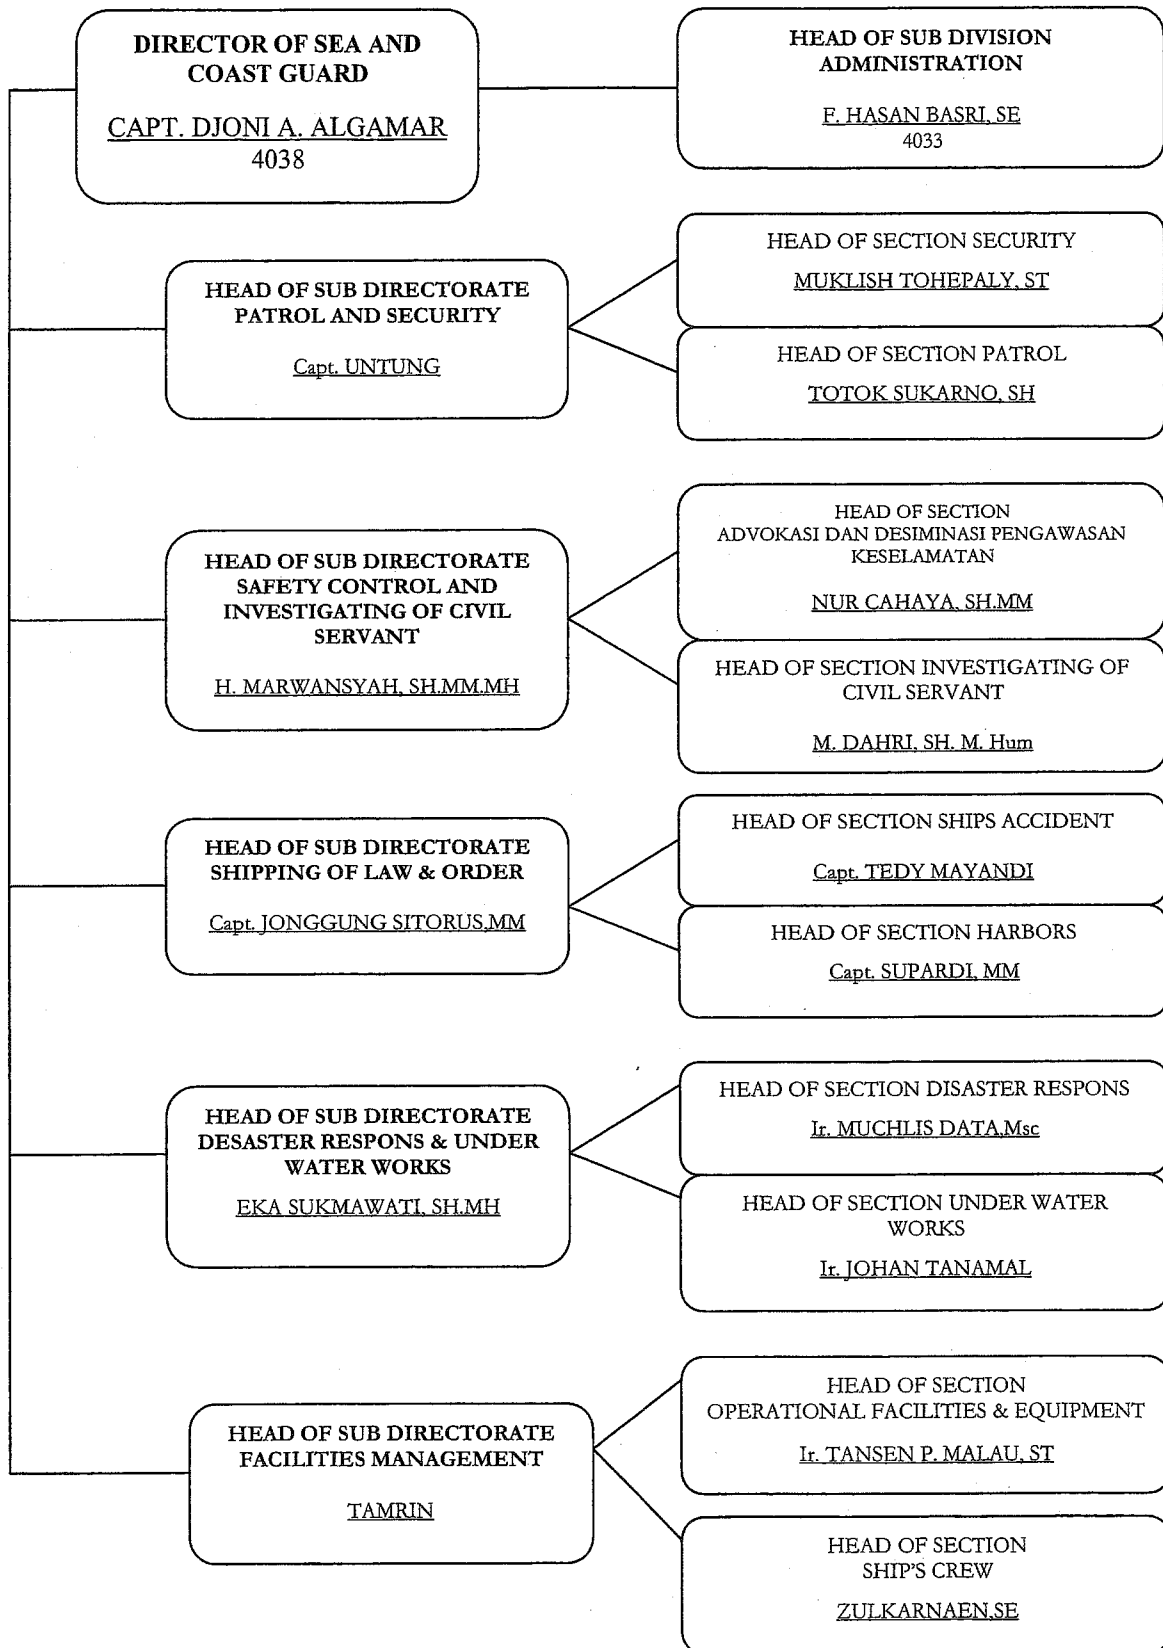 DIRECTOR OF SEA AND
COAST GUARD
CAPT. DJONI A. ALGAMAR
4038
HEAD OF SUB DIVISION
ADMINISTRATION
F. HASAN BASRI, SE
4033
HEAD OF SUB DIRECTORATE
PATROL AND SECURITY
Capt. UNTUNG
HEAD OF SECTION SECURITY
MUKLISH TOHEPALY, ST
HEAD OF SECTION PATROL
TOTOK SUKARNO, SH
HEAD OF SUB DIRECTORATE
SAFETY CONTROL AND
INVESTIGATING OF CIVIL
SERVANT
H. MARWANSYAH, SH.MM.MH
HEAD OF SECTION
ADVOKASI DAN DESIMINASI PENGAWASAN
KESELAMATAN
NUR CAHAYA, SH.MM
HEAD OF SECTION INVESTIGATING OF
CIVIL SERVANT
M. DAHRI, SH. M. Hum
HEAD OF SUB DIRECTORATE
SHIPPING OF LAW & ORDER
Capt. JONGGUNG SITORUS,MM
HEAD OF SECTION SHIPS ACCIDENT
Capt. TEDY MAYANDI
HEAD OF SECTION HARBORS
Capt. SUPARDI, MM
HEAD OF SUB DIRECTORATE
DESASTER RESPONS & UNDER
WATER WORKS
EKA SUKMAWATI, SH.MH
HEAD OF SECTION DISASTER RESPONS
Ir. MUCHLIS DATA,Msc
HEAD OF SECTION UNDER WATER
WORKS
Ir. JOHAN TANAMAL
HEAD OF SUB DIRECTORATE
FACILITIES MANAGEMENT
TAMRIN
HEAD OF SECTION
OPERATIONAL FACILITIES & EQUIPMENT
Ir. TANSEN P. MALAU, ST
HEAD OF SECTION
SHIP'S CREW
ZULKARNAEN,SE